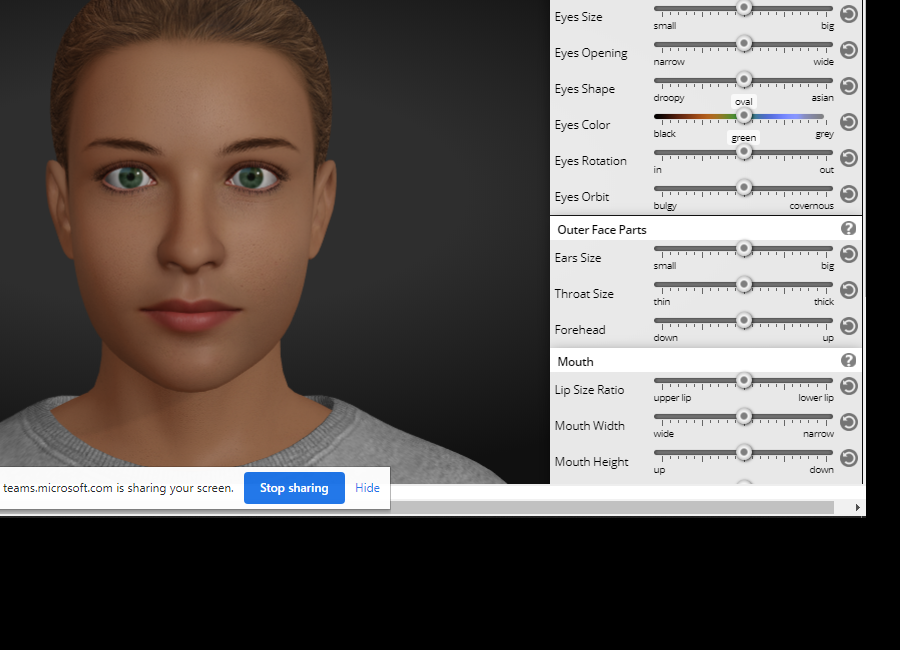 Eyes Size
small big
Eyes Opening
narrow wide
Eyes Shape
droopy oval asian
Eyes Color
black green grey
Eyes Rotation
in out
Eyes Orbit
bulgy covernous
Outer Face Parts ?
Ears Size
small big
Throat Size
thin thick
Forehead
down up
Mouth ?
Lip Size Ratio
upper lip lower lip
Mouth Width
wide narrow
Mouth Height
up down
teams.microsoft.com is sharing your screen. Stop sharing Hide